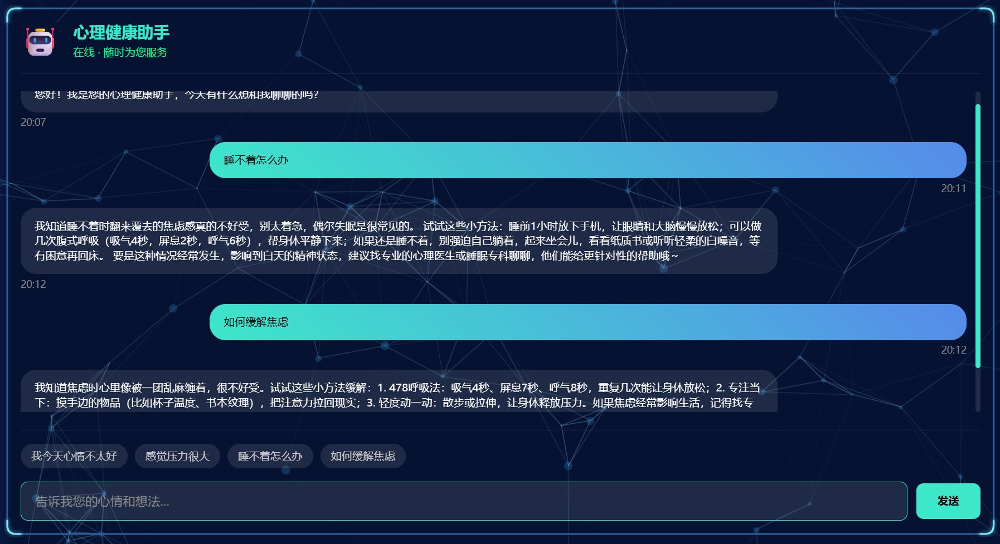 心理健康助手
在线 · 随时为您服务
您好！我是您的心理健康助手，今天有什么想和我聊聊的吗？
20:07
睡不着怎么办
20:11
我知道睡不着时翻来覆去的焦虑感真的不好受，别太着急，偶尔失眠是很常见的。 试试这些小方法：睡前1小时放下手机，让眼睛和大脑慢慢放松；可以做
几次腹式呼吸（吸气4秒，屏息2秒，呼气6秒），帮身体平静下来；如果还是睡不着，别强迫自己躺着，起来坐会儿，看看纸质书或听听轻柔的白噪音，等
有困意再回床。 要是这种情况经常发生，影响到白天的精神状态，建议找专业的心理医生或睡眠专科聊聊，他们能给更针对性的帮助哦～
20:12
如何缓解焦虑
20:12
我知道焦虑时心里像被一团乱麻缠着，很不好受。试试这些小方法缓解：1. 478呼吸法：吸气4秒、屏息7秒、呼气8秒，重复几次能让身体放松；2. 专注当
下：摸手边的物品（比如杯子温度、书本纹理），把注意力拉回现实；3. 轻度动一动：散步或拉伸，让身体释放压力。如果焦虑经常影响生活，记得找专
我今天心情不太好
感觉压力很大
睡不着怎么办
如何缓解焦虑
告诉我您的心情和想法...
发送